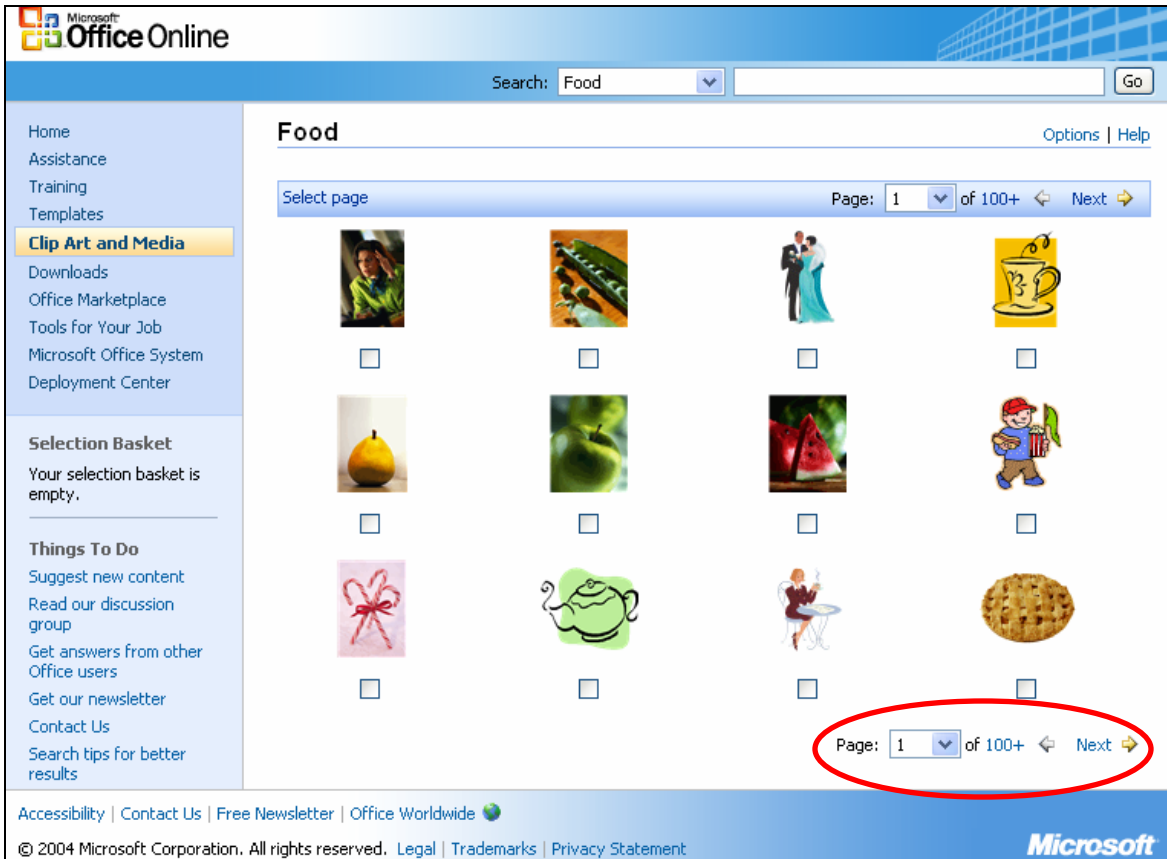 Microsoft
Office Online
Search: Food Go
Home
Assistance
Training
Templates
Clip Art and Media
Downloads
Office Marketplace
Tools for Your Job
Microsoft Office System
Deployment Center
Selection Basket
Your selection basket is
empty.
Things To Do
Suggest new content
Read our discussion
group
Get answers from other
Office users
Get our newsletter
Contact Us
Search tips for better
results
Food
Options | Help
Select page Page: 1 of 100+ Next
Page: 1 of 100+ Next
Accessibility | Contact Us | Free Newsletter | Office Worldwide
© 2004 Microsoft Corporation. All rights reserved. Legal | Trademarks | Privacy Statement
Microsoft